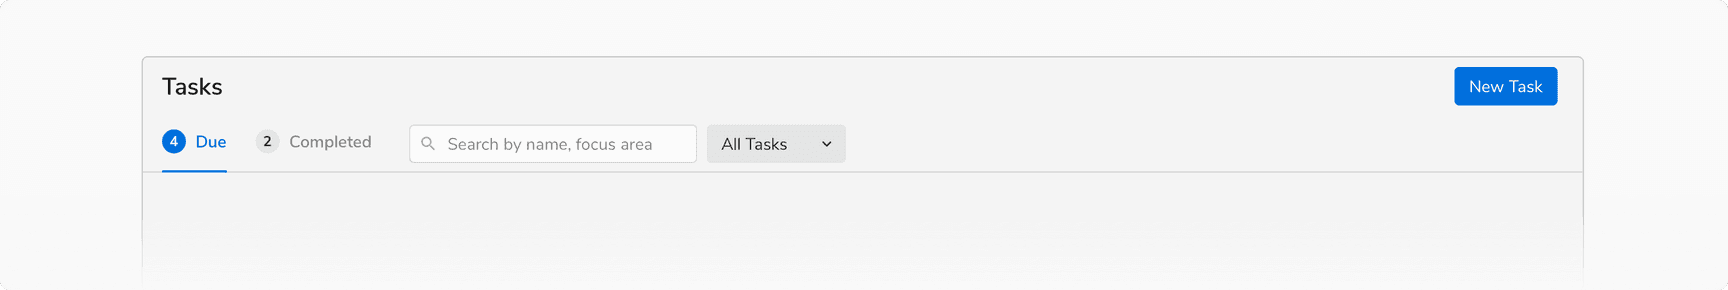 Tasks
New Task
4 Due
2 Completed
Search by name, focus area
All Tasks